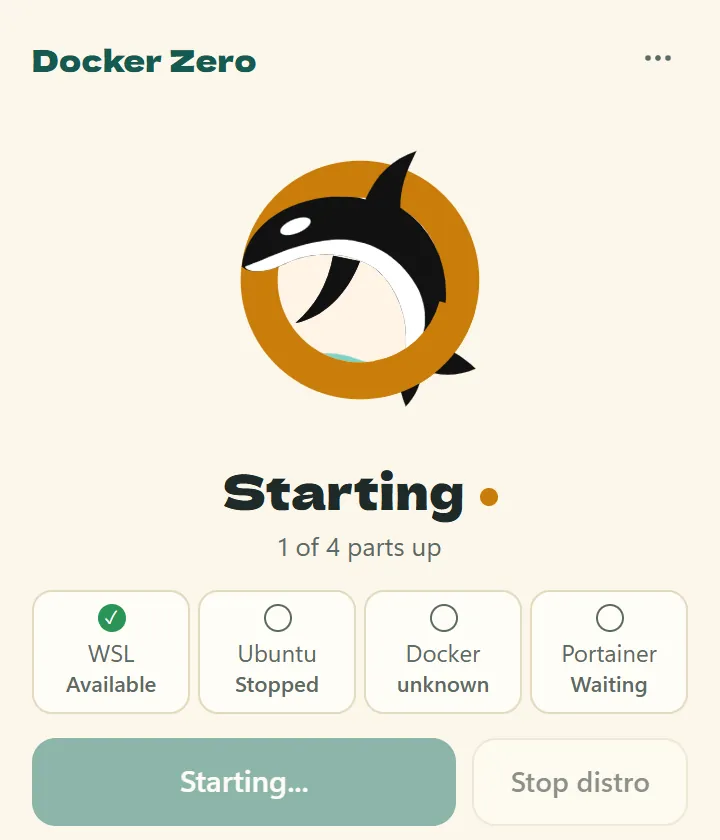 Docker Zero
Starting
1 of 4 parts up
WSL
Available
Ubuntu
Stopped
Docker
unknown
Portainer
Waiting
Starting...
Stop distro